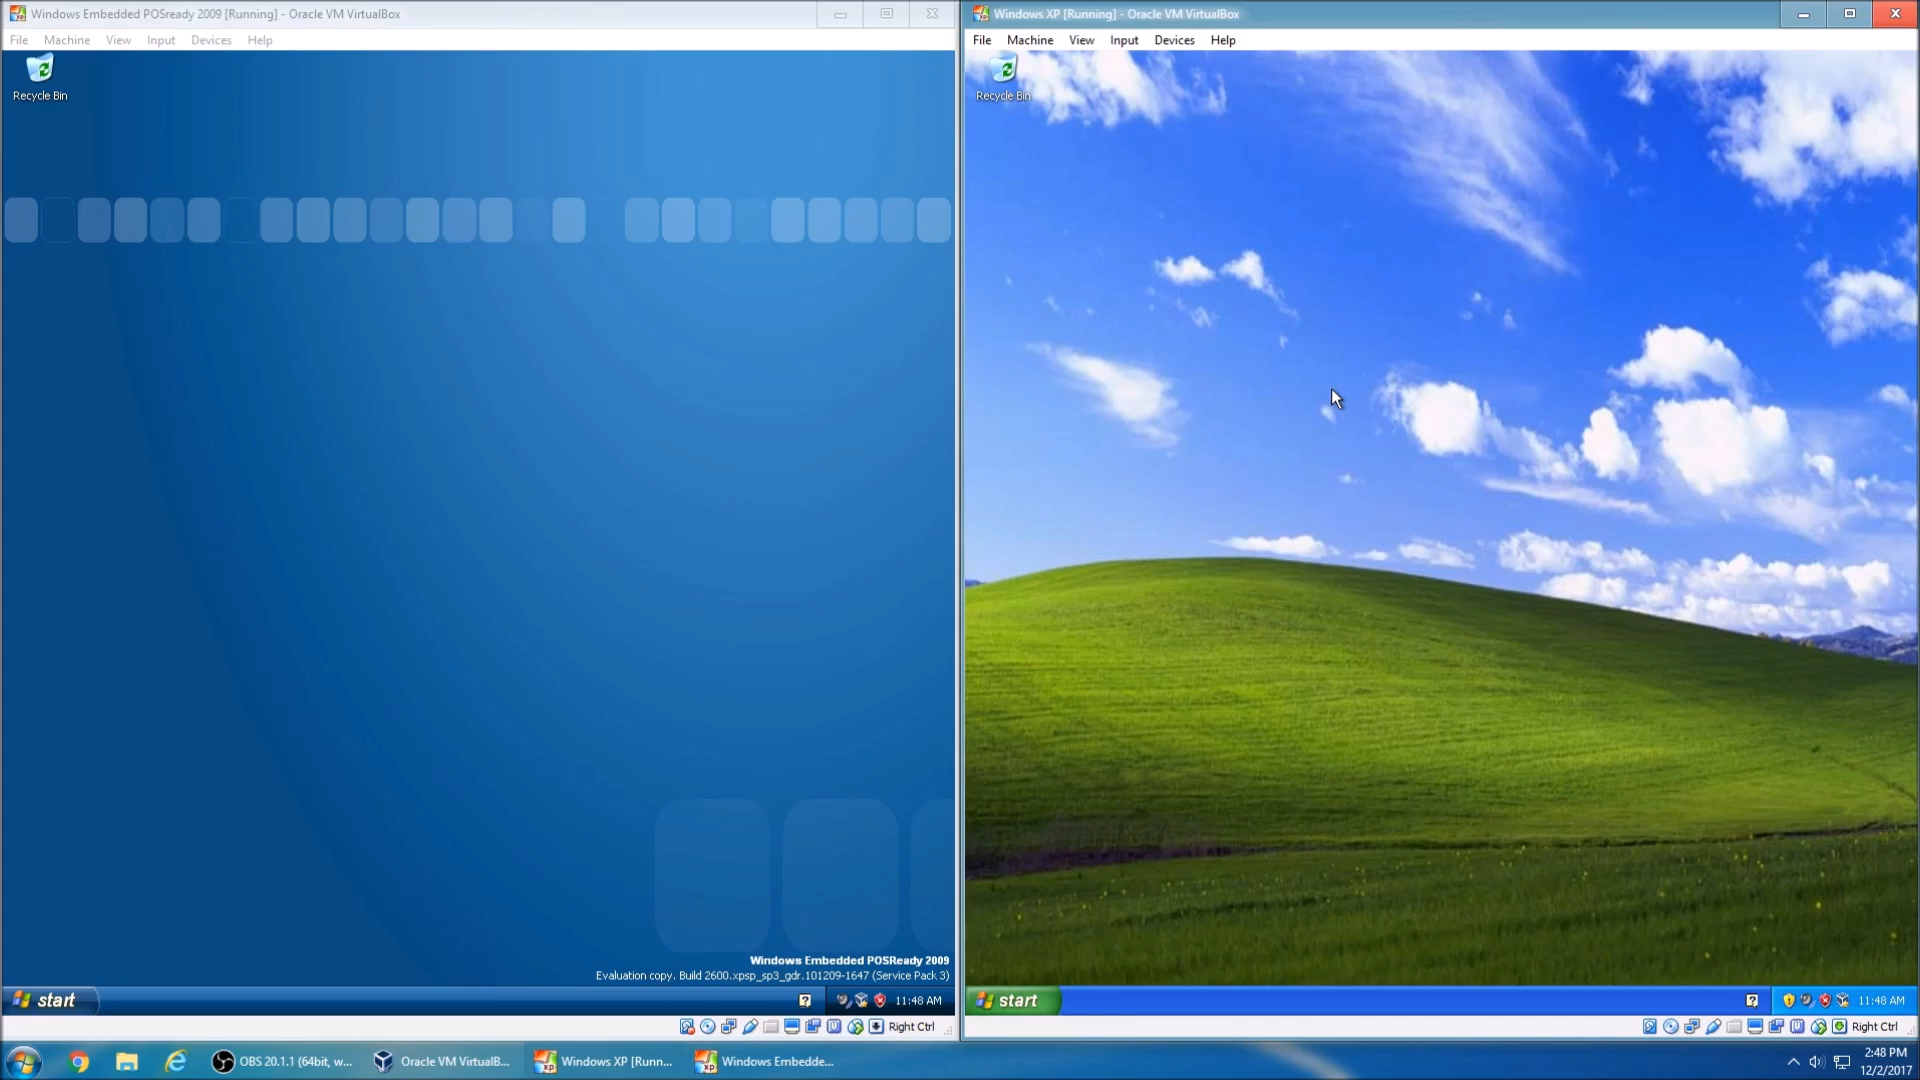 Windows Embedded POSready 2009 [Running] - Oracle VM VirtualBox
File Machine View Input Devices Help
Recycle Bin
Windows Embedded POSReady 2009
Evaluation copy. Build 2600.xpsp_sp3_gdr.101209-1647 (Service Pack 3)
start
11:48 AM
Right Ctrl
Windows XP [Running] - Oracle VM VirtualBox
File Machine View Input Devices Help
Recycle Bin
start
11:48 AM
Right Ctrl
OBS 20.1.1 (64bit, w...
Oracle VM VirtualB...
Windows XP [Runn...
Windows Embedde...
2:48 PM
12/2/2017